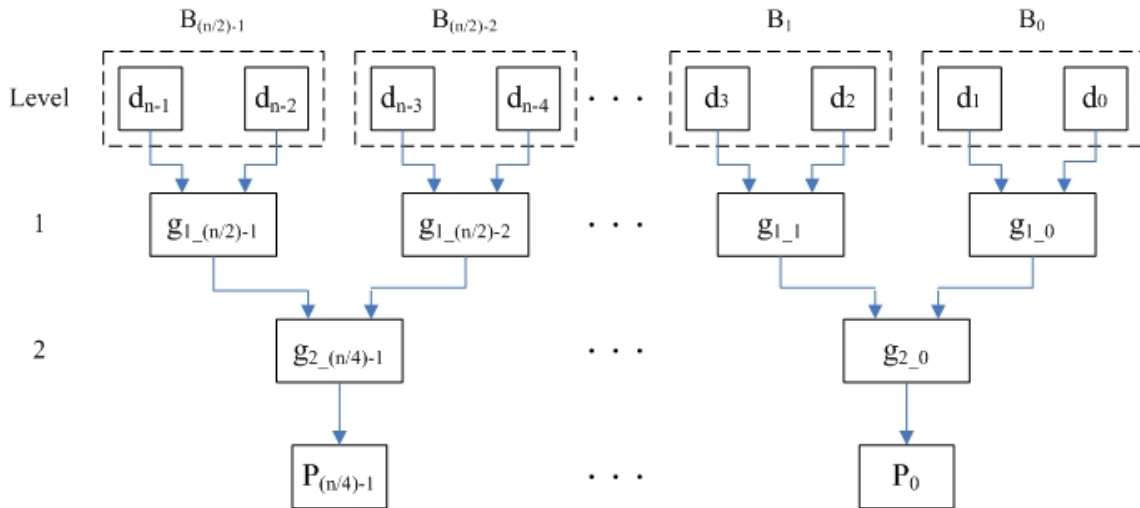 B(n/2)-1 B(n/2)-2 B1 B0
Level dn-1 dn-2 dn-3 dn-4 . . . d3 d2 d1 d0
1 g1_(n/2)-1 g1_(n/2)-2 . . . g1_1 g1_0
2 g2_(n/4)-1 . . . g2_0
P(n/4)-1 . . . P0